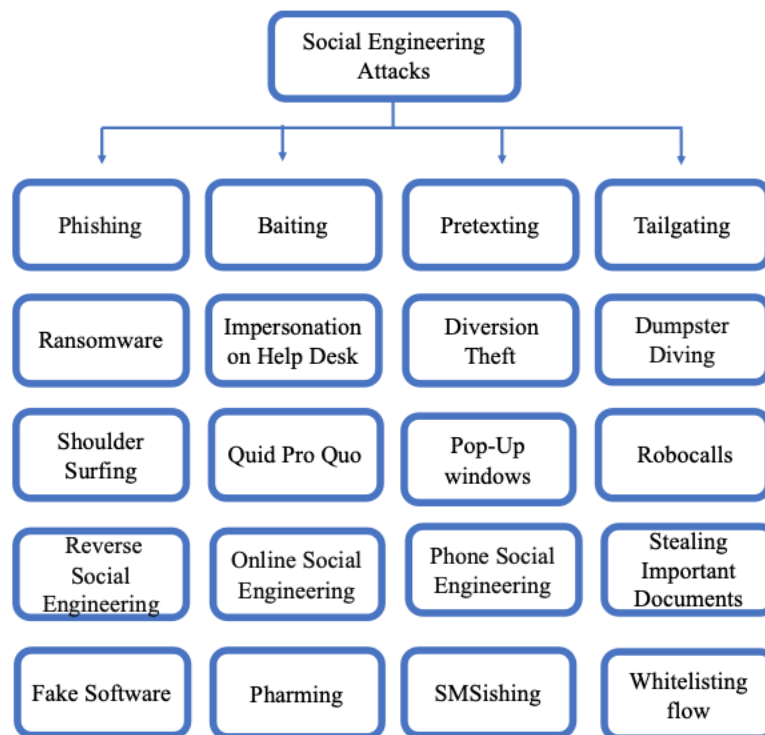 Social Engineering
Attacks
Phishing
Baiting
Pretexting
Tailgating
Ransomware
Impersonation
on Help Desk
Diversion
Theft
Dumpster
Diving
Shoulder
Surfing
Quid Pro Quo
Pop-Up
windows
Robocalls
Reverse
Social
Engineering
Online Social
Engineering
Phone Social
Engineering
Stealing
Important
Documents
Fake Software
Pharming
SMSishing
Whitelisting
flow